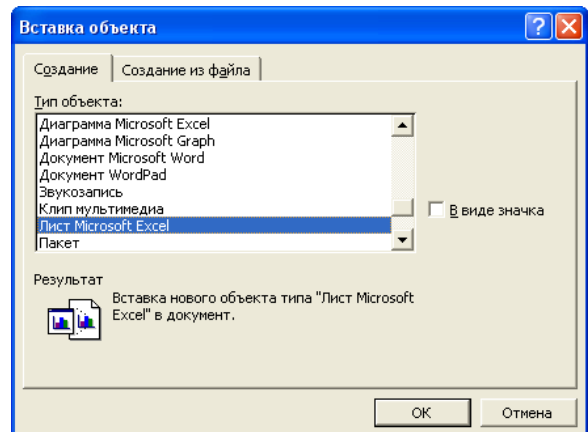 Вставка объекта
Создание
Создание из файла
Тип объекта:
Диаграмма Microsoft Excel
Диаграмма Microsoft Graph
Документ Microsoft Word
Документ WordPad
Звукозапись
Клип мультимедиа
Лист Microsoft Excel
Пакет
В виде значка
Результат
Вставка нового объекта типа "Лист Microsoft
Excel" в документ.
ОК
Отмена